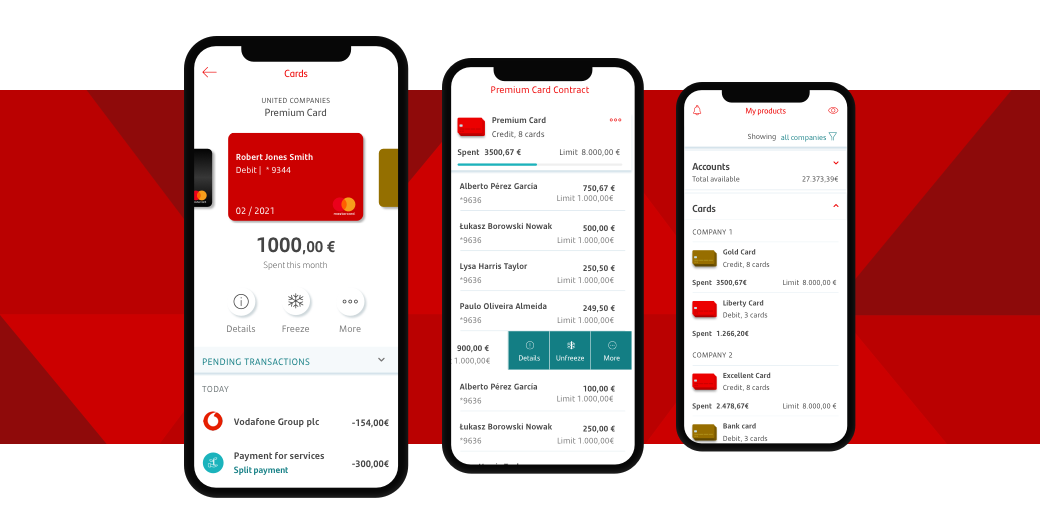 Cards
UNITED COMPANIES
Premium Card
Robert Jones Smith
Debit | * 9344
02 / 2021
1000,00 €
Spent this month
Details Freeze More
PENDING TRANSACTIONS
TODAY
Vodafone Group plc -154,00€
Payment for services
Split payment -300,00€
Premium Card Contract
Premium Card
Credit, 8 cards
Spent 3500,67 € Limit 8.000,00 €
Alberto Pérez García 750,67 €
*9636 Limit 1.000,00€
Łukasz Borowski Nowak 500,00 €
*9636 Limit 1.000,00€
Lysa Harris Taylor 250,50 €
*9636 Limit 1.000,00€
Paulo Oliveira Almeida 249,50 €
*9636 Limit 1.000,00€
900,00 €
1.000,00€ Details Unfreeze More
Alberto Pérez García 100,00 €
*9636 Limit 1.000,00€
Łukasz Borowski Nowak 250,00 €
*9636 Limit 1.000,00€
My products
Showing all companies
Accounts
Total available 27.373,39€
Cards
COMPANY 1
Gold Card
Credit, 8 cards
Spent 3500,67€ Limit 8.000,00 €
Liberty Card
Debit, 3 cards
Spent 1.266,20€
COMPANY 2
Excellent Card
Credit, 8 cards
Spent 2.478,67€ Limit 8.000,00 €
Bank card
Debit, 3 cards